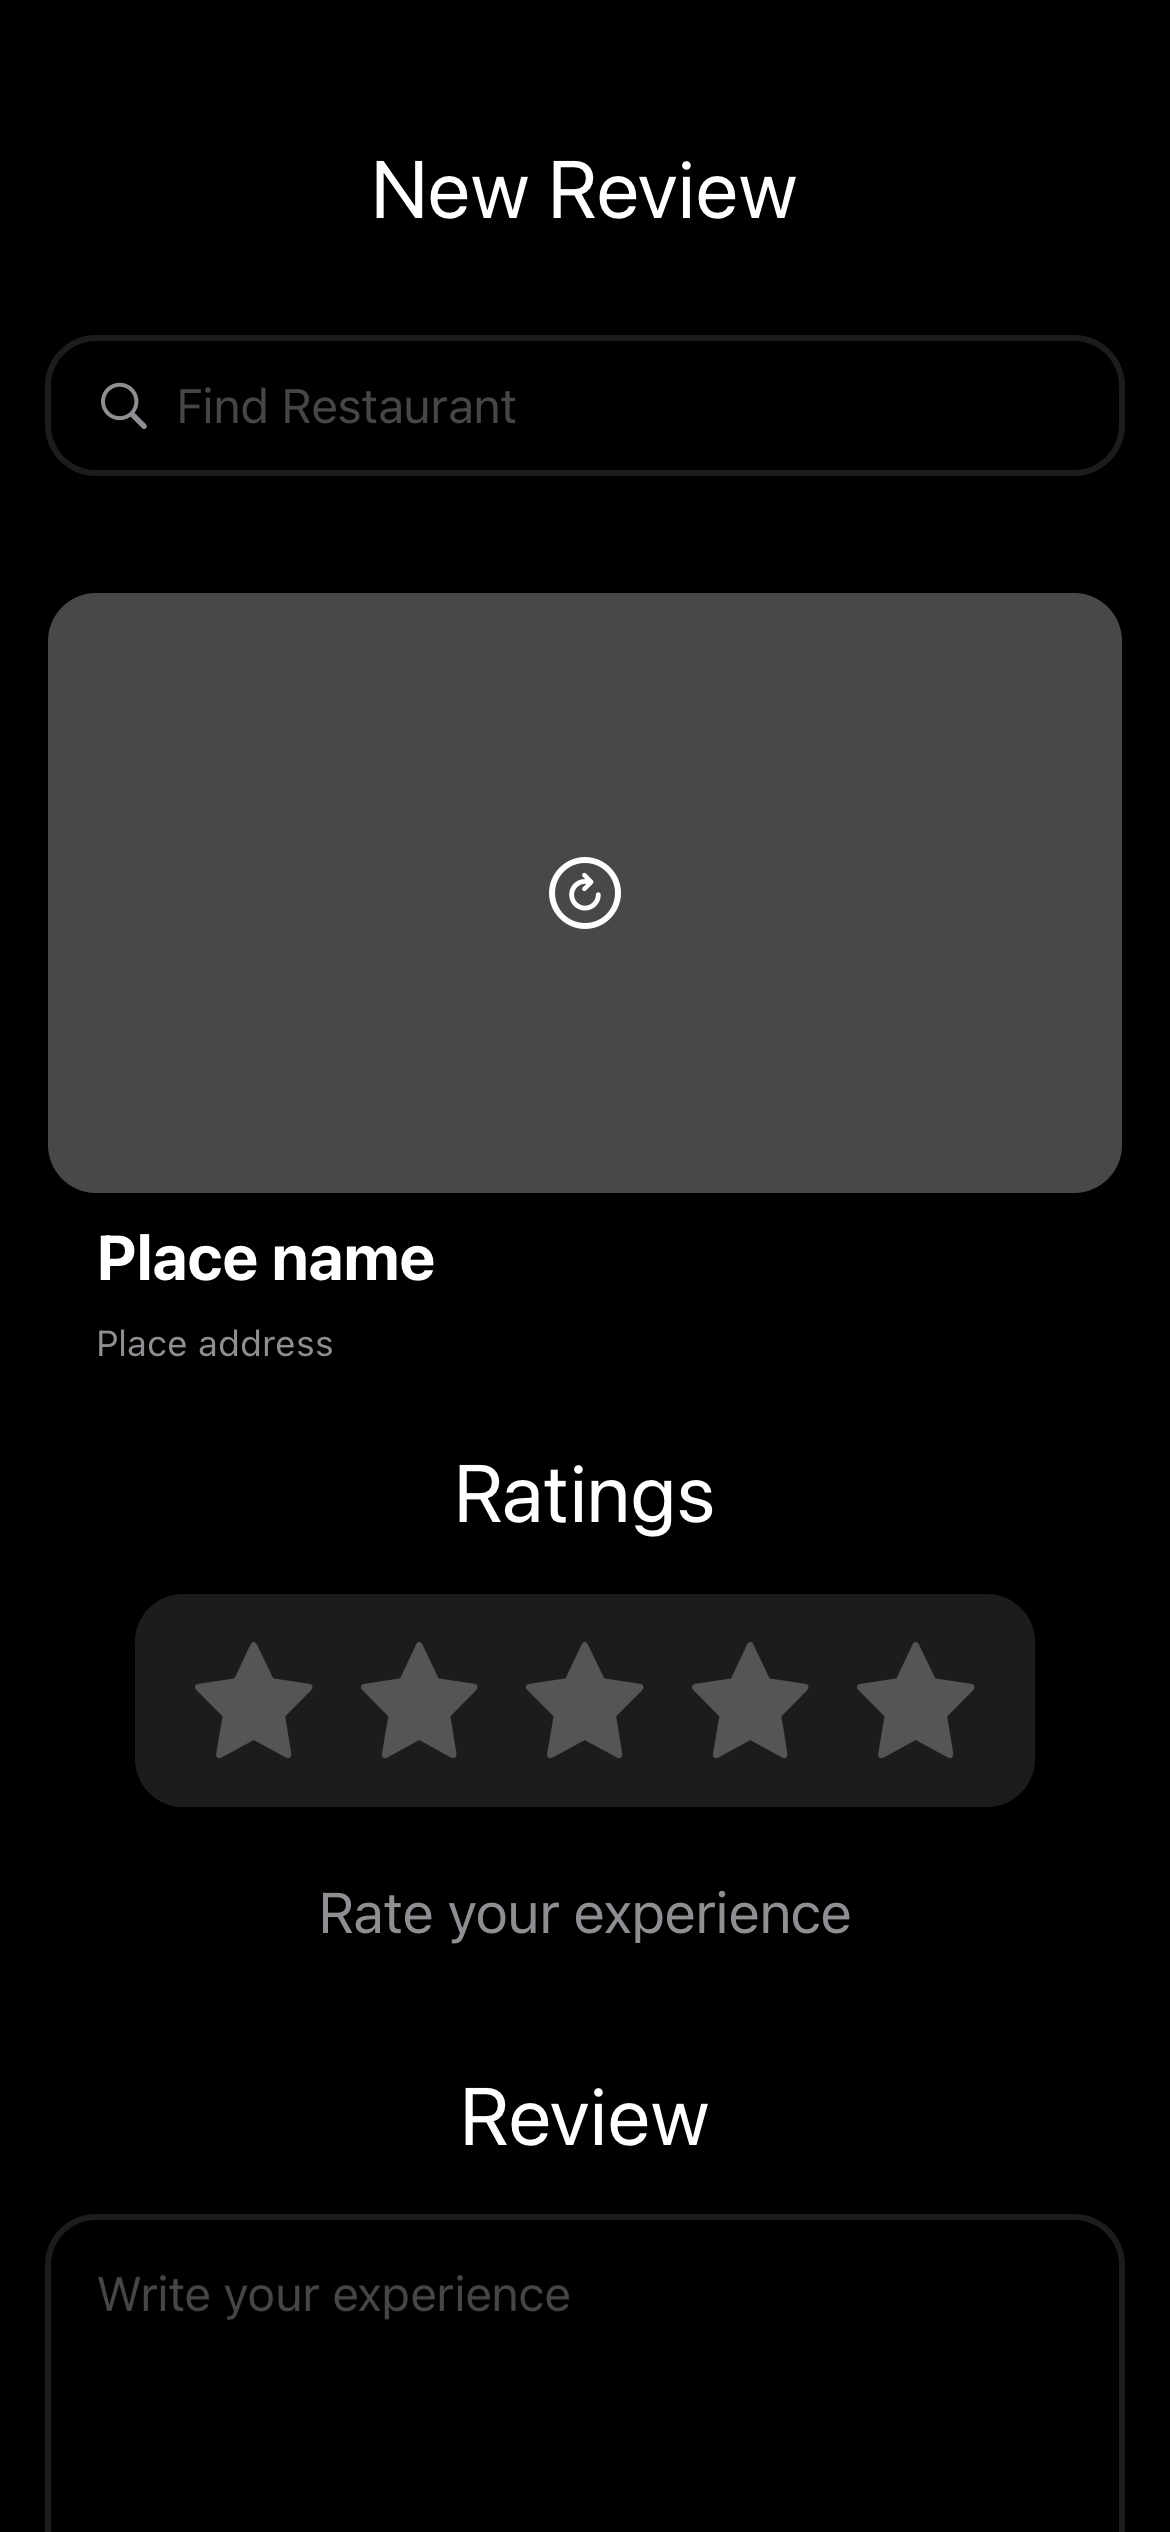 New Review
Find Restaurant
Place name
Place address
Ratings
Rate your experience
Review
Write your experience